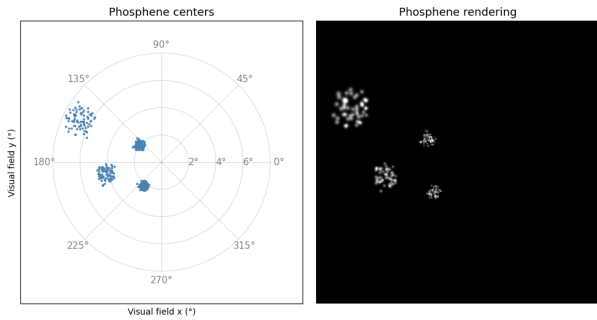 Phosphene centers
Phosphene rendering
90°
135°
45°
180°
2°
4°
6°
0°
225°
315°
270°
Visual field y (°)
Visual field x (°)